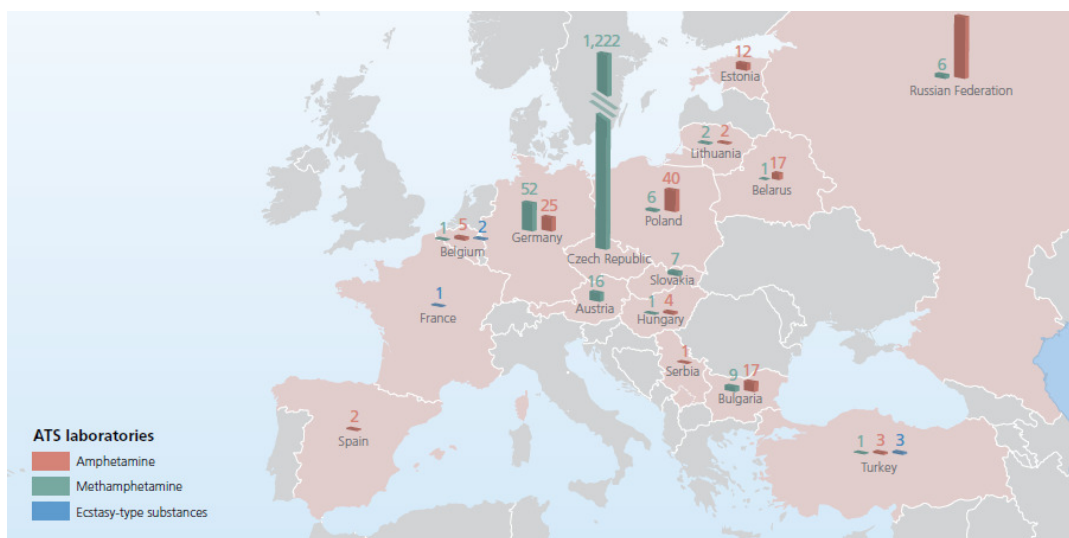 1,222
12
Estonia
6
Russian Federation
2 2
Lithuania
1 17
Belarus
40
6
Poland
52
25
Germany
1 5 2
Belgium
Czech Republic
7
Slovakia
16
Austria
1 4
Hungary
1
France
1
Serbia
9 17
Bulgaria
2
Spain
1 3 3
Turkey
ATS laboratories
Amphetamine
Methamphetamine
Ecstasy-type substances